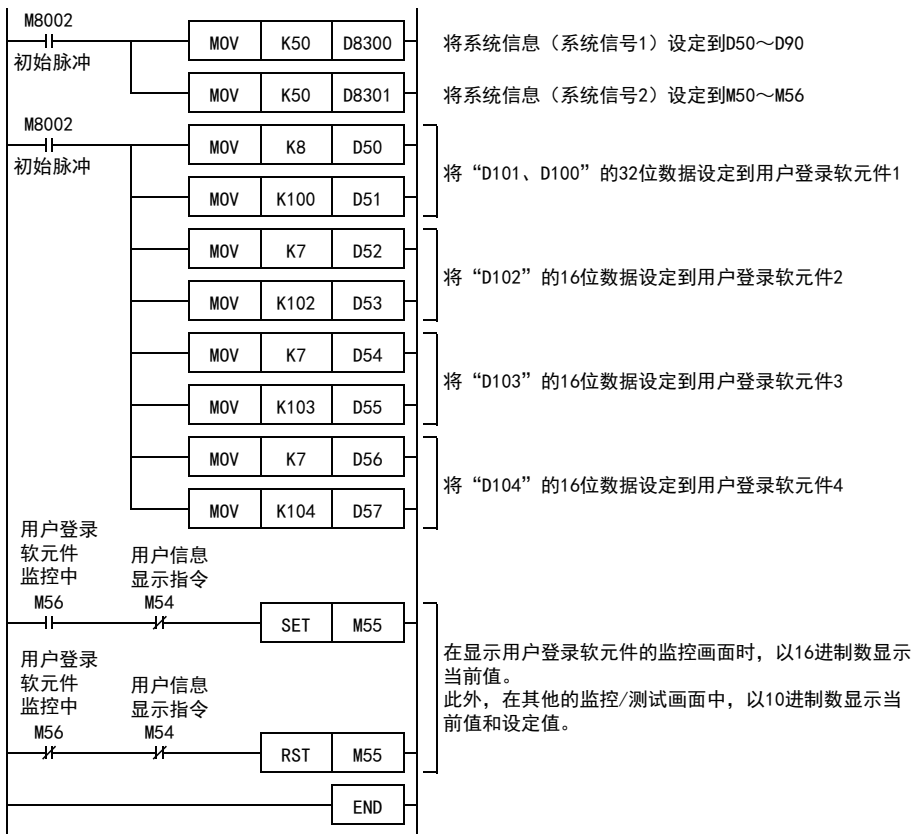 M8002
初始脉冲
MOV K50 D8300
将系统信息（系统信号1）设定到D50～D90
MOV K50 D8301
将系统信息（系统信号2）设定到M50～M56
M8002
初始脉冲
MOV K8 D50
MOV K100 D51
将“D101、D100”的32位数据设定到用户登录软元件1
MOV K7 D52
MOV K102 D53
将“D102”的16位数据设定到用户登录软元件2
MOV K7 D54
MOV K103 D55
将“D103”的16位数据设定到用户登录软元件3
MOV K7 D56
MOV K104 D57
将“D104”的16位数据设定到用户登录软元件4
用户登录
软元件
监控中
M56
用户信息
显示指令
M54
SET M55
用户登录
软元件
监控中
M56
用户信息
显示指令
M54
RST M55
在显示用户登录软元件的监控画面时，以16进制数显示
当前值。
此外，在其他的监控/测试画面中，以10进制数显示当
前值和设定值。
END